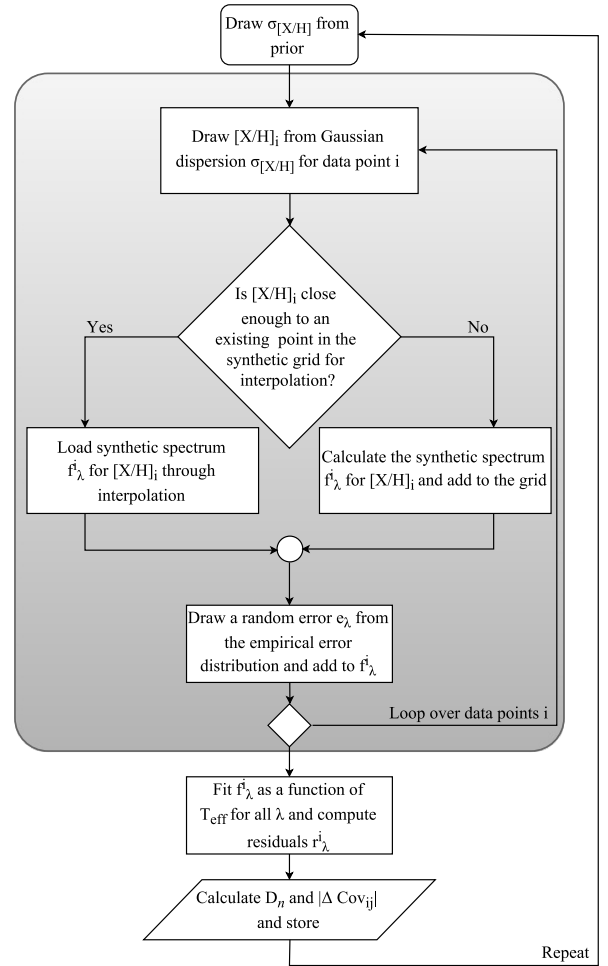 Draw σ[X/H] from
prior
Draw [X/H]i from Gaussian
dispersion σ[X/H] for data point i
Is [X/H]i close
enough to an
existing point in the
synthetic grid for
interpolation?
Yes
No
Load synthetic spectrum
fiλ for [X/H]i through
interpolation
Calculate the synthetic spectrum
fiλ for [X/H]i and add to the grid
Draw a random error eλ from
the empirical error
distribution and add to fiλ
Loop over data points i
Fit fiλ as a function of
Teff for all λ and compute
residuals riλ
Calculate Dn and |Δ Covij|
and store
Repeat